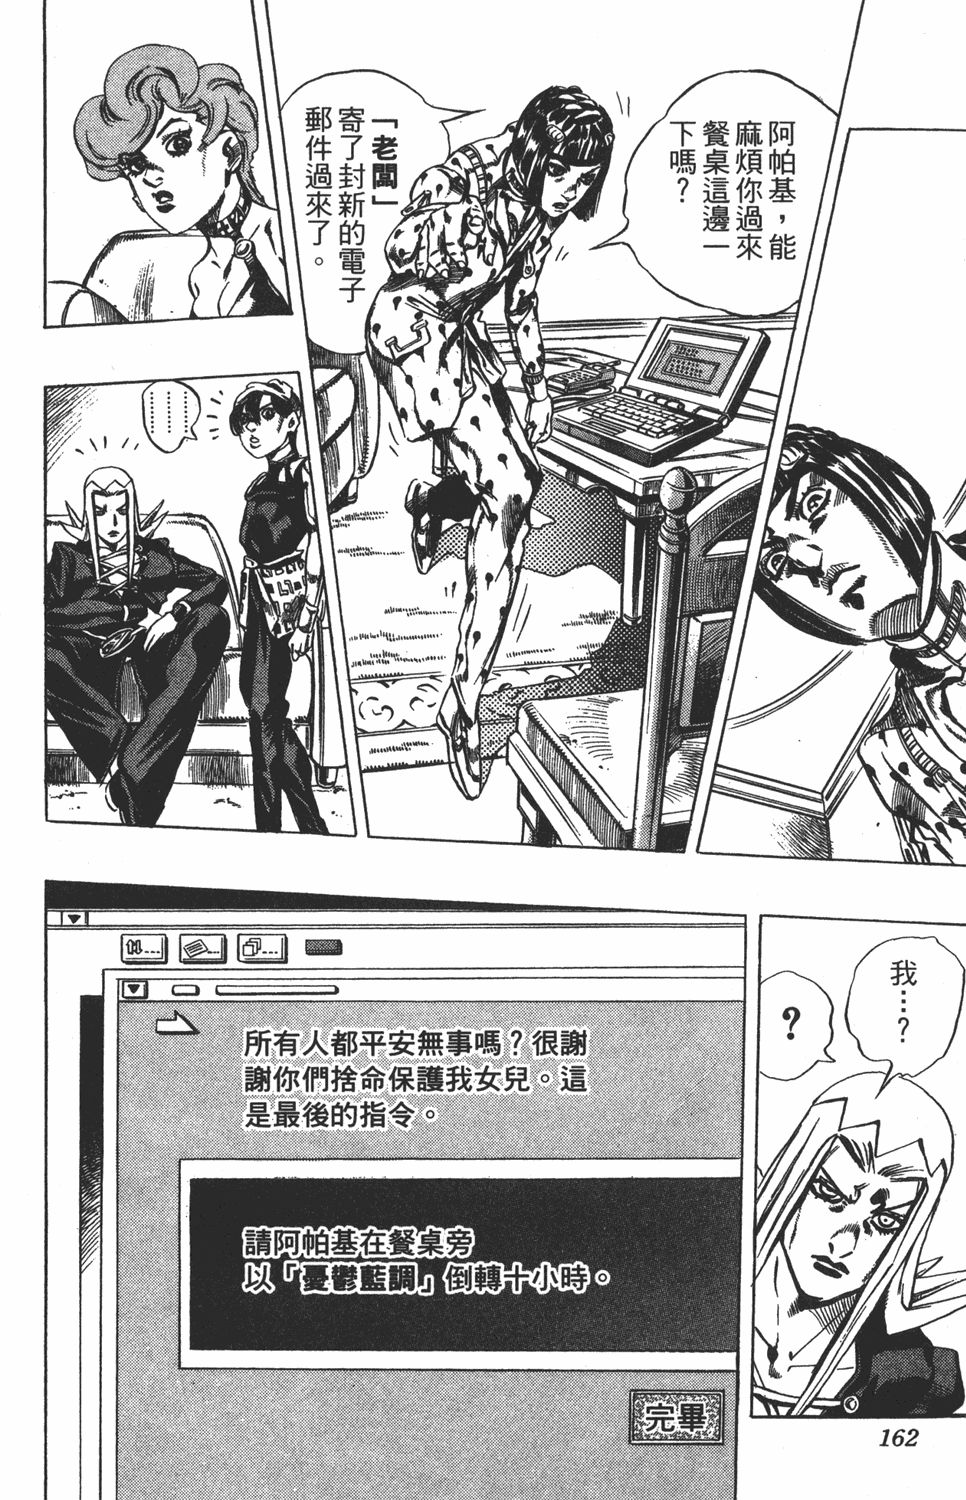 阿帕基，能
麻煩你過來
餐桌這邊一
下嗎？
「老闆」
寄了封新的電子
郵件過來了。
………
………
我…？
？
所有人都平安無事嗎？很謝
謝你們捨命保護我女兒。這
是最後的指令。
請阿帕基在餐桌旁
以「憂鬱藍調」倒轉十小時。
完畢
162